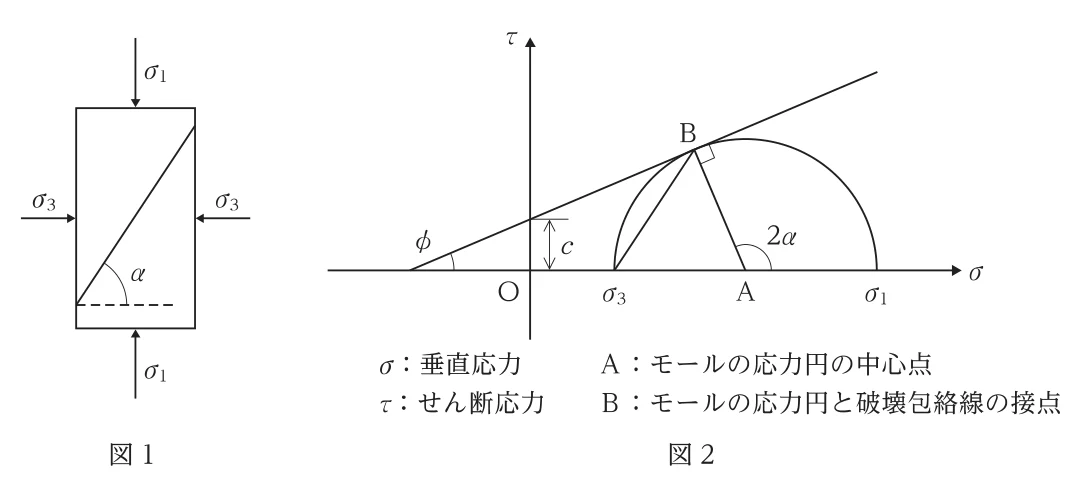 σ1
σ3
σ3
α
σ1
図 1
τ
B
φ
c
2α
O
σ3
A
σ1
σ
σ：垂直応力
A：モールの応力円の中心点
τ：せん断応力
B：モールの応力円と破壊包絡線の接点
図 2